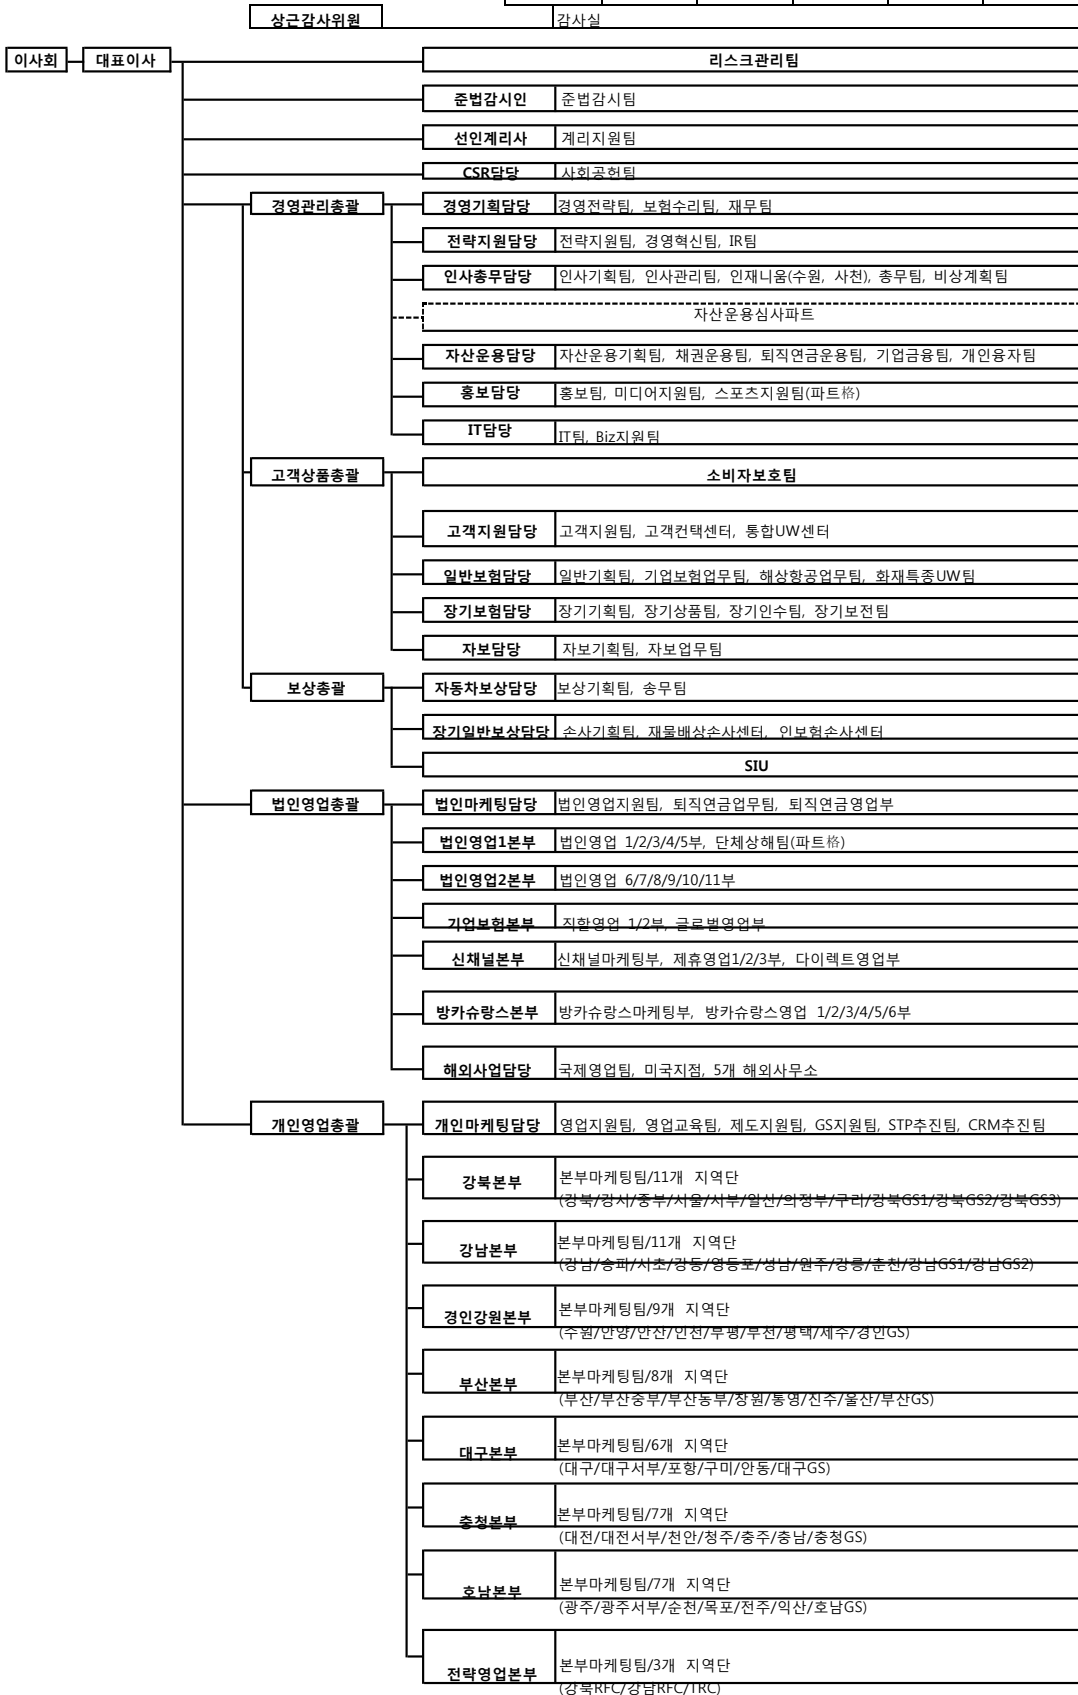 상근감사위원 감사실
이사회 대표이사 리스크관리팀
준법감시인 준법감시팀
선인계리사 계리지원팀
CSR담당 사회공헌팀
경영관리총괄 경영기획담당 경영전략팀, 보험수리팀, 재무팀
전략지원담당 전략지원팀, 경영혁신팀, IR팀
인사총무담당 인사기획팀, 인사관리팀, 인재니움(수원, 사천), 총무팀, 비상계획팀
자산운용심사파트
자산운용담당 자산운용기획팀, 채권운용팀, 퇴직연금운용팀, 기업금융팀, 개인융자팀
홍보담당 홍보팀, 미디어지원팀, 스포츠지원팀(파트格)
IT담당 IT팀, Biz지원팀
고객상품총괄 소비자보호팀
고객지원담당 고객지원팀, 고객컨택센터, 통합UW센터
일반보험담당 일반기획팀, 기업보험업무팀, 해상항공업무팀, 화재특종UW팀
장기보험담당 장기기획팀, 장기상품팀, 장기인수팀, 장기보전팀
자보담당 자보기획팀, 자보업무팀
보상총괄 자동차보상담당 보상기획팀, 송무팀
장기일반보상담당 손사기획팀, 재물배상손사센터, 인보험손사센터
SIU
법인영업총괄 법인마케팅담당 법인영업지원팀, 퇴직연금업무팀, 퇴직연금영업부
법인영업1본부 법인영업 1/2/3/4/5부, 단체상해팀(파트格)
법인영업2본부 법인영업 6/7/8/9/10/11부
기업보험본부 직할영업 1/2부, 글로벌영업부
신채널본부 신채널마케팅부, 제휴영업1/2/3부, 다이렉트영업부
방카슈랑스본부 방카슈랑스마케팅부, 방카슈랑스영업 1/2/3/4/5/6부
해외사업담당 국제영업팀, 미국지점, 5개 해외사무소
개인영업총괄 개인마케팅담당 영업지원팀, 영업교육팀, 제도지원팀, GS지원팀, STP추진팀, CRM추진팀
강북본부 본부마케팅팀/11개 지역단
(강북/강서/중부/서울/서부/일산/의정부/구리/강북GS1/강북GS2/강북GS3)
강남본부 본부마케팅팀/11개 지역단
(강남/송파/서초/강동/영등포/성남/원주/강릉/춘천/강남GS1/강남GS2)
경인강원본부 본부마케팅팀/9개 지역단
(수원/안양/안산/인천/부평/부천/평택/제주/경인GS)
부산본부 본부마케팅팀/8개 지역단
(부산/부산중부/부산동부/창원/통영/진주/울산/부산GS)
대구본부 본부마케팅팀/6개 지역단
(대구/대구서부/포항/구미/안동/대구GS)
충청본부 본부마케팅팀/7개 지역단
(대전/대전서부/천안/청주/충주/충남/충청GS)
호남본부 본부마케팅팀/7개 지역단
(광주/광주서부/순천/목포/전주/익산/호남GS)
전략영업본부 본부마케팅팀/3개 지역단
(강북RFC/강남RFC/TRC)